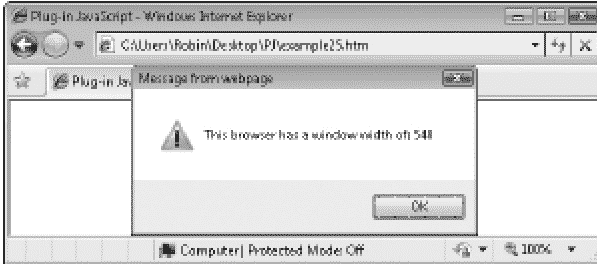 Plug-in JavaScript - Windows Internet Explorer
C:\Users\Robin\Desktop\PJ\example25.htm
Plug-in Jav
Message from webpage
This browser has a window width of: 548
OK
Computer | Protected Mode: Off
100%